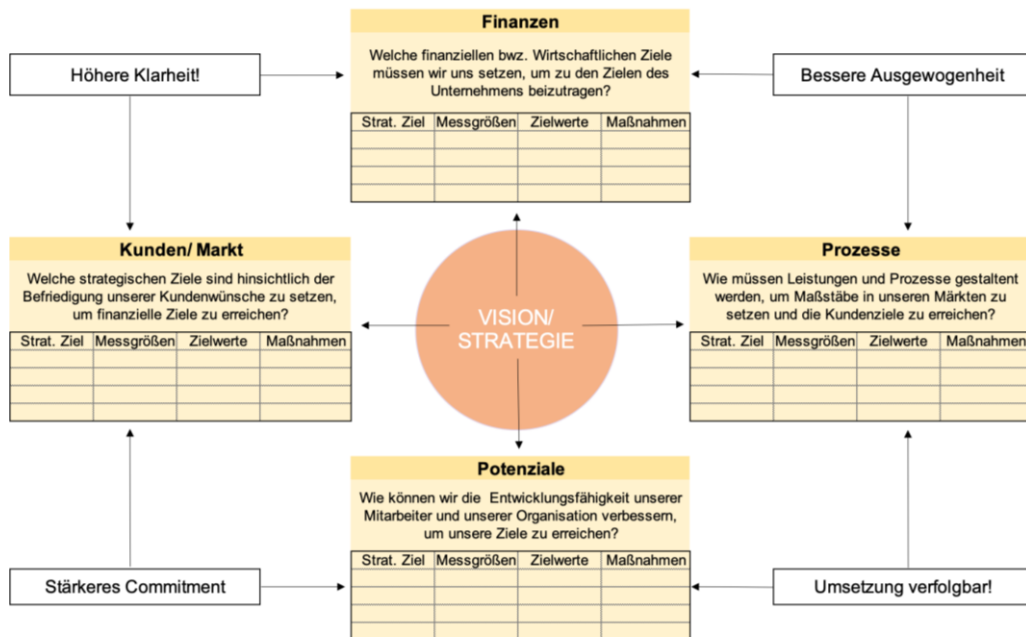 Finanzen
Welche finanziellen bwz. Wirtschaftlichen Ziele
müssen wir uns setzen, um zu den Zielen des
Unternehmens beizutragen?
Strat. Ziel Messgrößen Zielwerte Maßnahmen
Höhere Klarheit!
Bessere Ausgewogenheit
Kunden/ Markt
Welche strategischen Ziele sind hinsichtlich der
Befriedigung unserer Kundenwünsche zu setzen,
um finanzielle Ziele zu erreichen?
Strat. Ziel Messgrößen Zielwerte Maßnahmen
VISION/
STRATEGIE
Prozesse
Wie müssen Leistungen und Prozesse gestaltent
werden, um Maßstäbe in unseren Märkten zu
setzen und die Kundenziele zu erreichen?
Strat. Ziel Messgrößen Zielwerte Maßnahmen
Potenziale
Wie können wir die Entwicklungsfähigkeit unserer
Mitarbeiter und unserer Organisation verbessern,
um unsere Ziele zu erreichen?
Strat. Ziel Messgrößen Zielwerte Maßnahmen
Stärkeres Commitment
Umsetzung verfolgbar!